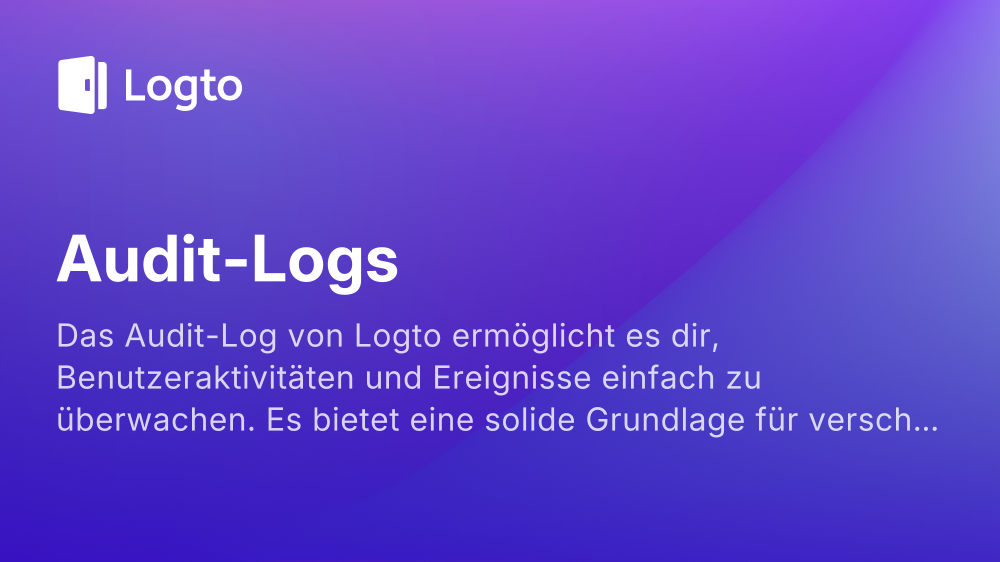 Logto
Audit-Logs
Das Audit-Log von Logto ermöglicht es dir,
Benutzeraktivitäten und Ereignisse einfach zu
überwachen. Es bietet eine solide Grundlage für versch...